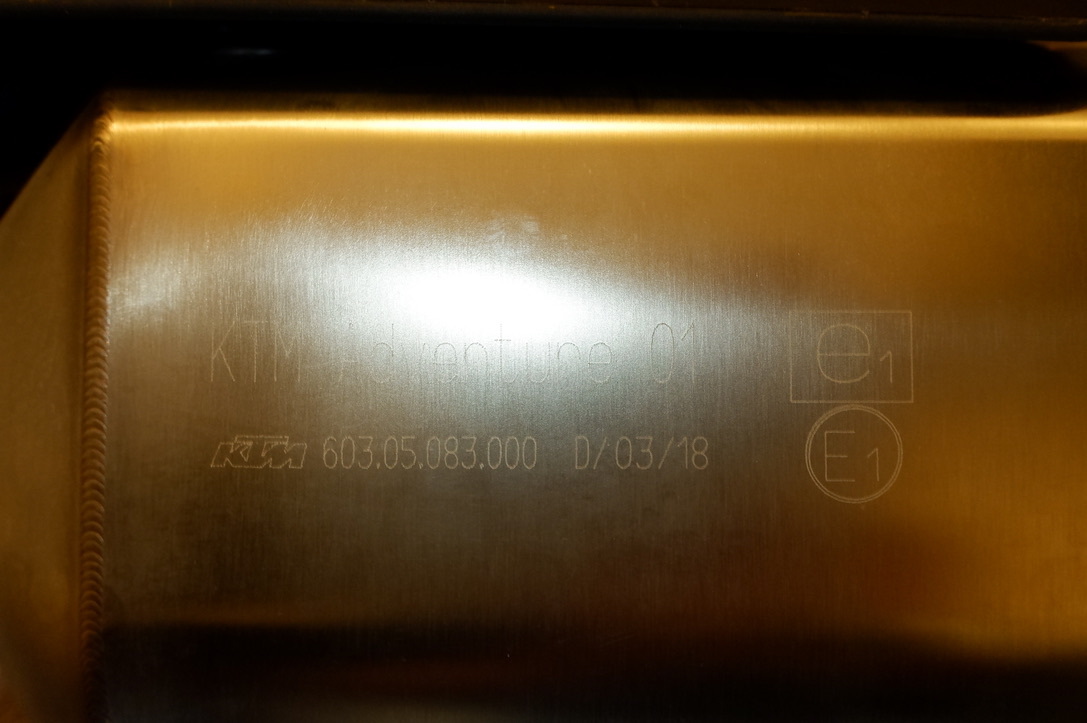 KTM Adventure 01
e1
KTM 603.05.083.000 D/03/18
E1